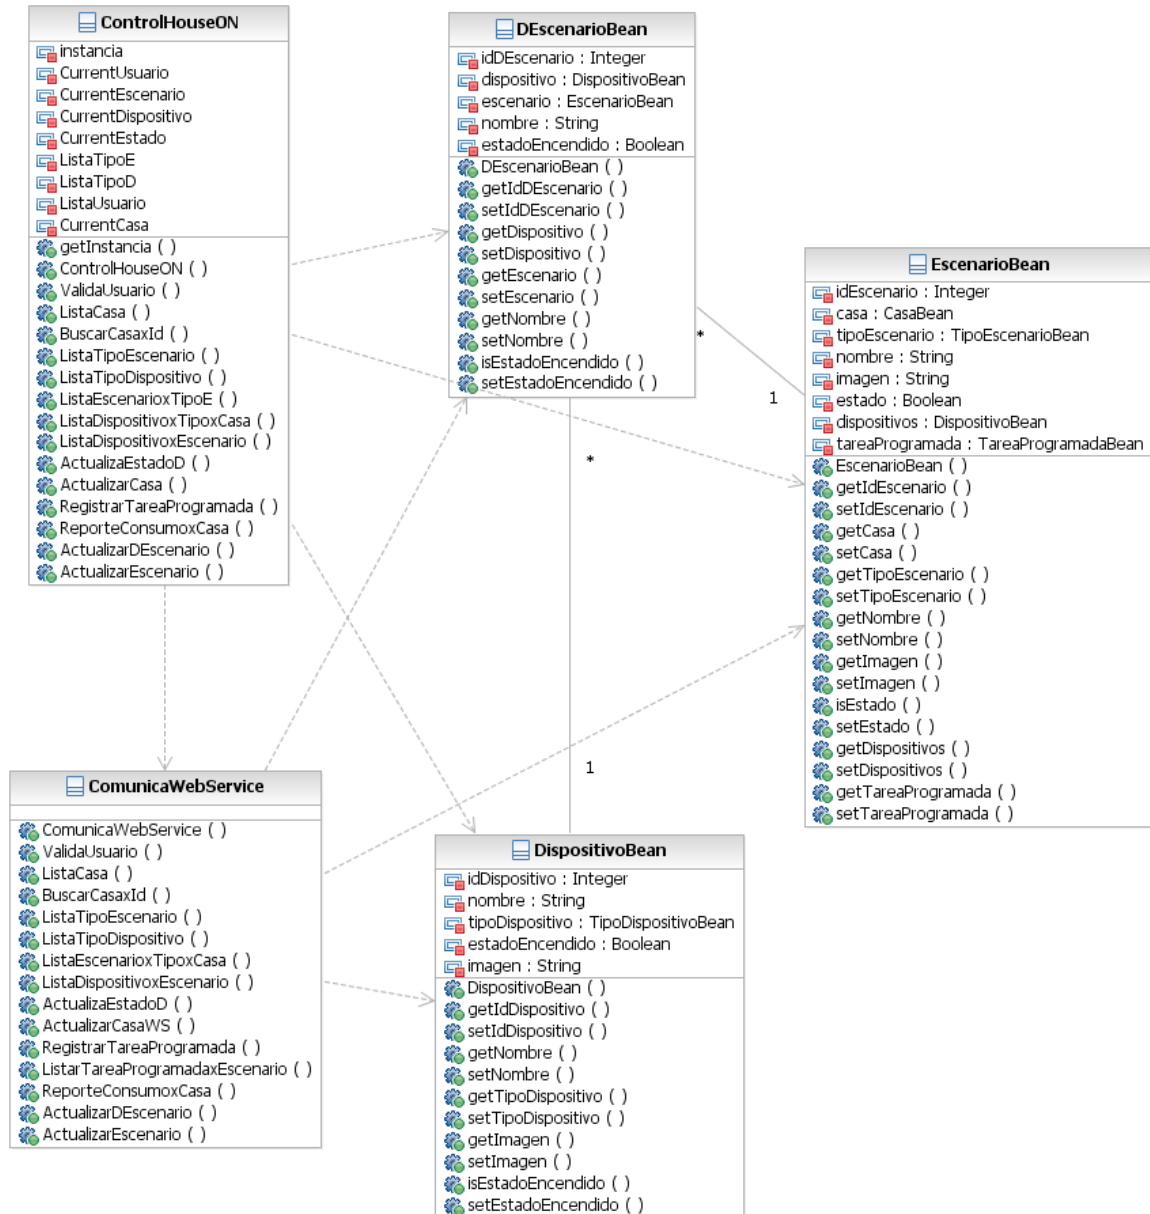 ControlHouseON
instancia
CurrentUsuario
CurrentEscenario
CurrentDispositivo
CurrentEstado
ListaTipoE
ListaTipoD
ListaUsuario
CurrentCasa
getInstancia ( )
ControlHouseON ( )
ValidaUsuario ( )
ListaCasa ( )
BuscarCasaxId ( )
ListaTipoEscenario ( )
ListaTipoDispositivo ( )
ListaEscenarioxTipoE ( )
ListaDispositivoxTipoxCasa ( )
ListaDispositivoxEscenario ( )
ActualizaEstadoD ( )
ActualizarCasa ( )
RegistrarTareaProgramada ( )
ReporteConsumoxCasa ( )
ActualizarDEscenario ( )
ActualizarEscenario ( )
DEscenarioBean
idDEscenario : Integer
dispositivo : DispositivoBean
escenario : EscenarioBean
nombre : String
estadoEncendido : Boolean
DEscenarioBean ( )
getIdDEscenario ( )
setIdDEscenario ( )
getDispositivo ( )
setDispositivo ( )
getEscenario ( )
setEscenario ( )
getNombre ( )
setNombre ( )
isEstadoEncendido ( )
setEstadoEncendido ( )
*
1
*
1
EscenarioBean
idEscenario : Integer
casa : CasaBean
tipoEscenario : TipoEscenarioBean
nombre : String
imagen : String
estado : Boolean
dispositivos : DispositivoBean
tareaProgramada : TareaProgramadaBean
EscenarioBean ( )
getIdEscenario ( )
setIdEscenario ( )
getCasa ( )
setCasa ( )
getTipoEscenario ( )
setTipoEscenario ( )
getNombre ( )
setNombre ( )
getImagen ( )
setImagen ( )
isEstado ( )
setEstado ( )
getDispositivos ( )
setDispositivos ( )
getTareaProgramada ( )
setTareaProgramada ( )
ComunicaWebService
ComunicaWebService ( )
ValidaUsuario ( )
ListaCasa ( )
BuscarCasaxId ( )
ListaTipoEscenario ( )
ListaTipoDispositivo ( )
ListaEscenarioxTipoxCasa ( )
ListaDispositivoxEscenario ( )
ActualizaEstadoD ( )
ActualizarCasaWS ( )
RegistrarTareaProgramada ( )
ListarTareaProgramadaxEscenario ( )
ReporteConsumoxCasa ( )
ActualizarDEscenario ( )
ActualizarEscenario ( )
DispositivoBean
idDispositivo : Integer
nombre : String
tipoDispositivo : TipoDispositivoBean
estadoEncendido : Boolean
imagen : String
DispositivoBean ( )
getIdDispositivo ( )
setIdDispositivo ( )
getNombre ( )
setNombre ( )
getTipoDispositivo ( )
setTipoDispositivo ( )
getImagen ( )
setImagen ( )
isEstadoEncendido ( )
setEstadoEncendido ( )